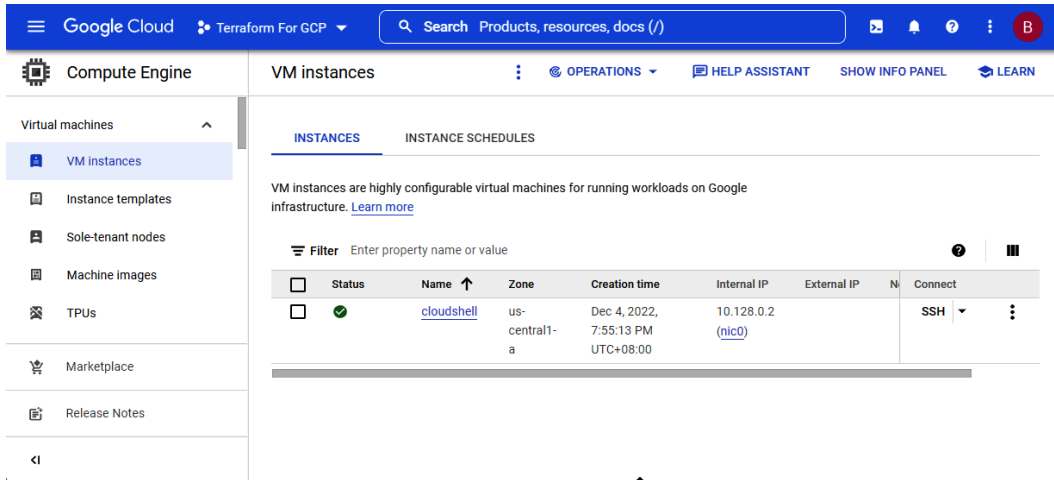 Google Cloud Terraform For GCP Search Products, resources, docs (/) B
Compute Engine
VM instances OPERATIONS HELP ASSISTANT SHOW INFO PANEL LEARN
Virtual machines
VM instances
Instance templates
Sole-tenant nodes
Machine images
TPUs
Marketplace
Release Notes
INSTANCES INSTANCE SCHEDULES
VM instances are highly configurable virtual machines for running workloads on Google
infrastructure. Learn more
Filter Enter property name or value
Status Name Zone Creation time Internal IP External IP Connect
cloudshell us- Dec 4, 2022, 10.128.0.2 SSH
central1- 7:55:13 PM (nic0)
a UTC+08:00